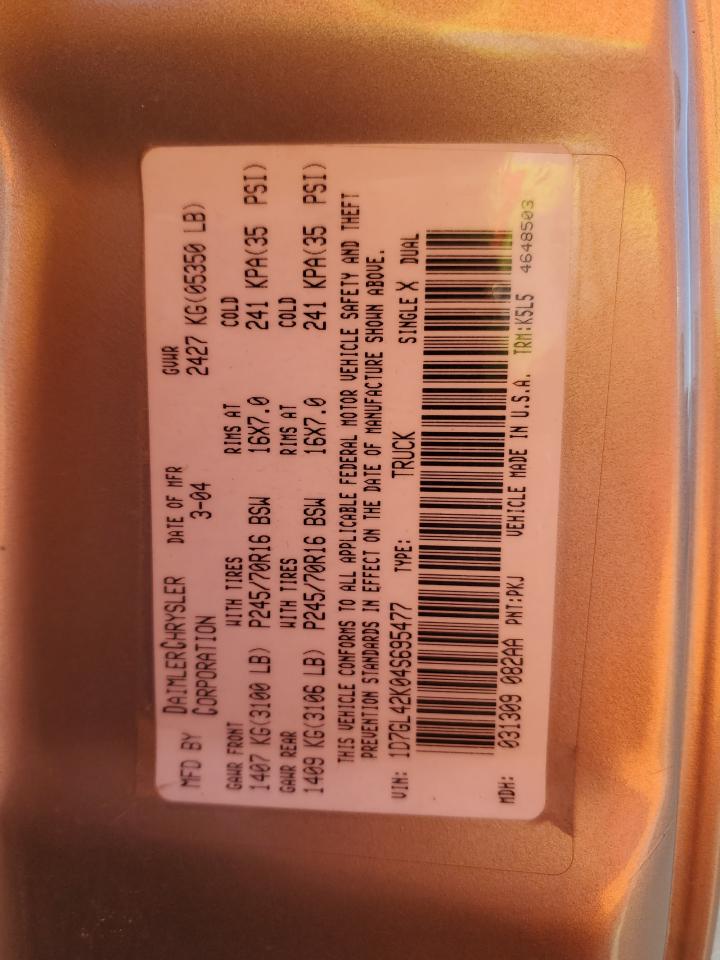 MFD BY DAIMLERCHRYSLER CORPORATION DATE OF MFR 3-04 GVWR 2427 KG(05350 LB)
GAWR FRONT WITH TIRES RIMS AT COLD
1407 KG(3100 LB) P245/70R16 BSW 16X7.0 241 KPA(35 PSI)
GAWR REAR WITH TIRES RIMS AT COLD
1409 KG(3106 LB) P245/70R16 BSW 16X7.0 241 KPA(35 PSI)
THIS VEHICLE CONFORMS TO ALL APPLICABLE FEDERAL MOTOR VEHICLE SAFETY AND THEFT
PREVENTION STANDARDS IN EFFECT ON THE DATE OF MANUFACTURE SHOWN ABOVE.
VIN: 1D7GL42K04S695477 TYPE: TRUCK SINGLE X DUAL
MDH: 031309 082AA PNT:PKJ VEHICLE MADE IN U.S.A. TRM:K5L5 4648503